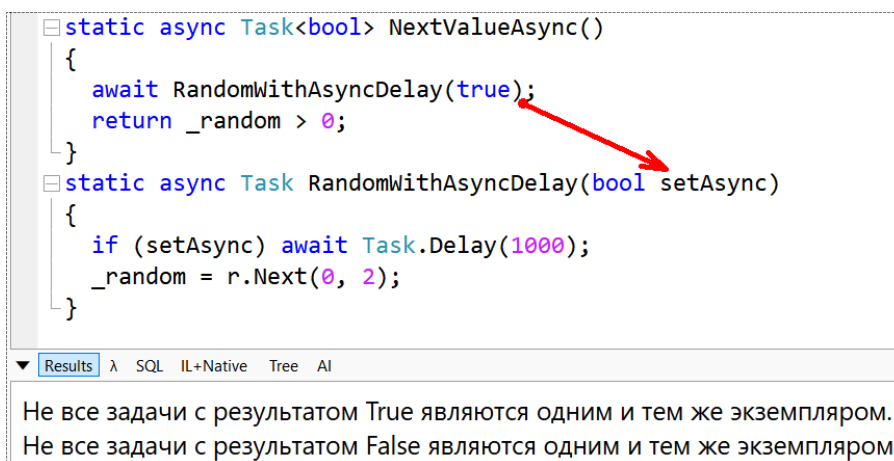 static async Task<bool> NextValueAsync()
{
await RandomWithAsyncDelay(true);
return _random > 0;
}
static async Task RandomWithAsyncDelay(bool setAsync)
{
if (setAsync) await Task.Delay(1000);
_random = r.Next(0, 2);
}
Results λ SQL IL+Native Tree AI
Не все задачи с результатом True являются одним и тем же экземпляром.
Не все задачи с результатом False являются одним и тем же экземпляром